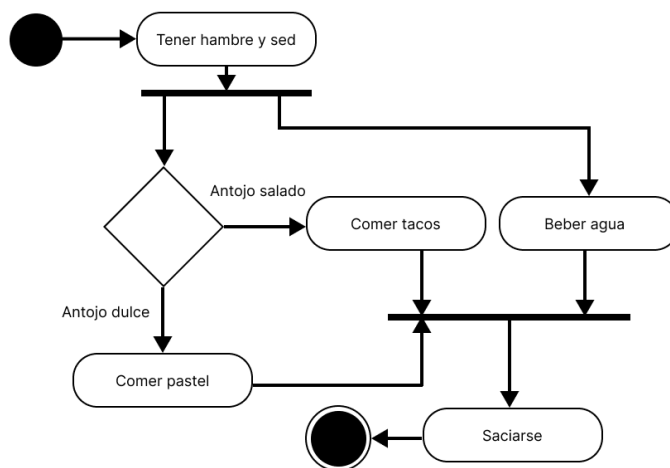 Tener hambre y sed
Antojo salado
Comer tacos
Beber agua
Antojo dulce
Comer pastel
Saciarse